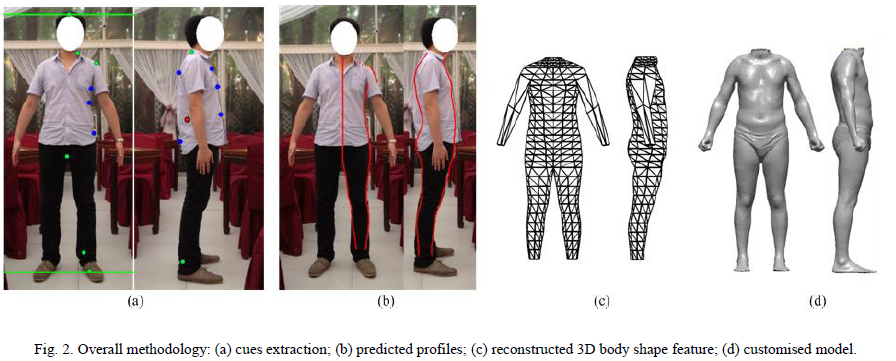 (a) (b) (c) (d)
Fig. 2. Overall methodology: (a) cues extraction; (b) predicted profiles; (c) reconstructed 3D body shape feature; (d) customised model.